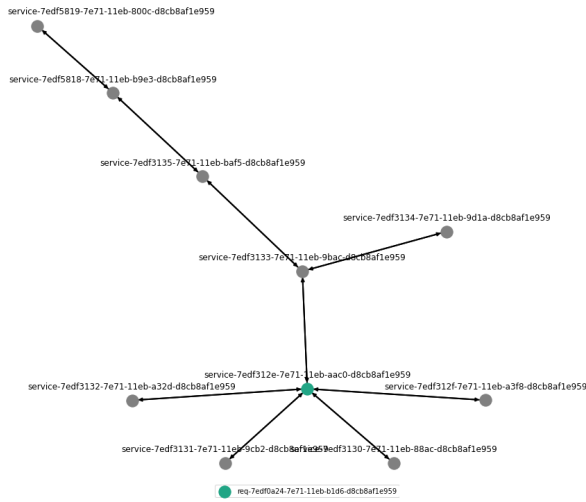 service-7edf5819-7e71-11eb-800c-d8cb8af1e959
service-7edf5818-7e71-11eb-b9e3-d8cb8af1e959
service-7edf3135-7e71-11eb-baf5-d8cb8af1e959
service-7edf3134-7e71-11eb-9d1a-d8cb8af1e959
service-7edf3133-7e71-11eb-9bac-d8cb8af1e959
service-7edf312e-7e71-11eb-aac0-d8cb8af1e959
service-7edf3132-7e71-11eb-a32d-d8cb8af1e959
service-7edf312f-7e71-11eb-a3f8-d8cb8af1e959
service-7edf3131-7e71-11eb-9cb2-d8cb8af1e959
service-7edf3130-7e71-11eb-88ac-d8cb8af1e959
req-7edf0a24-7e71-11eb-b1d6-d8cb8af1e959